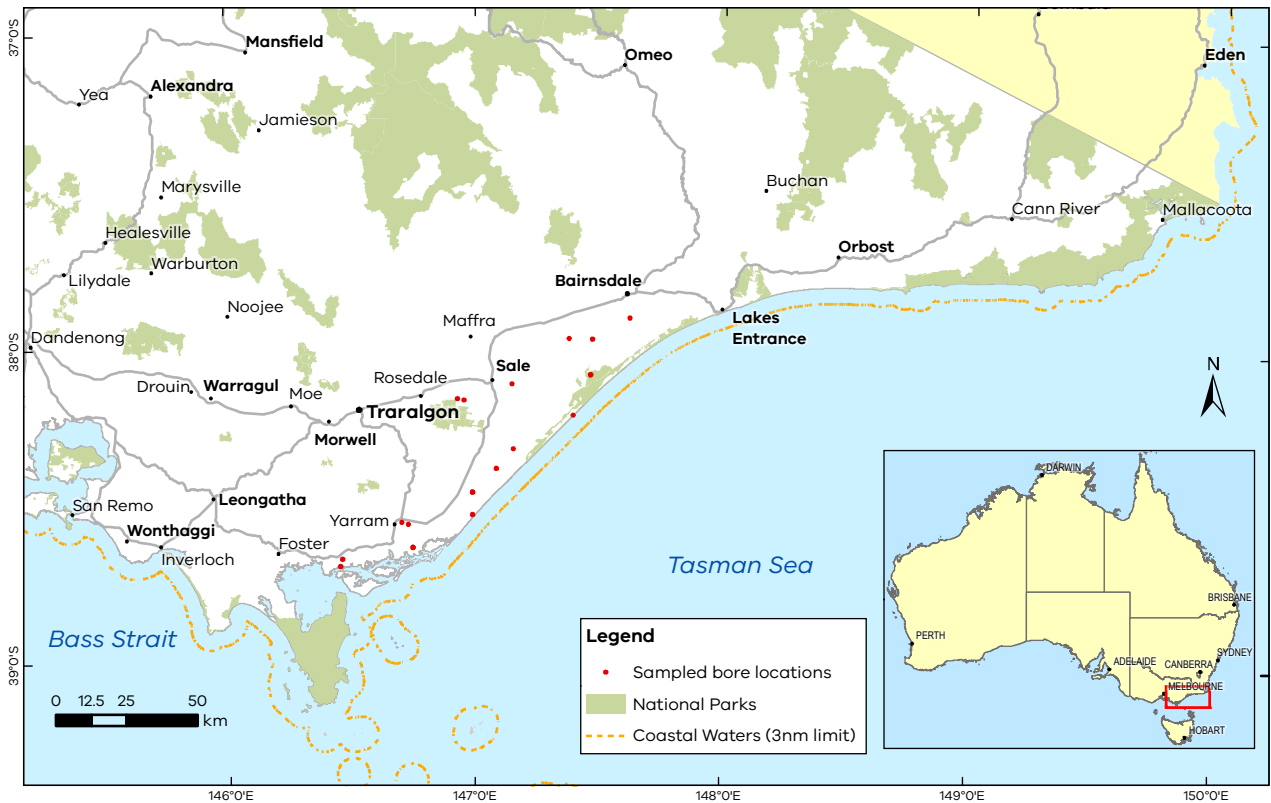 Mansfield
Omeo
Eden
37°0'S
Alexandra
Yea
Jamieson
Buchan
Marysville
Cann River
Mallacoota
Healesville
Orbost
Warburton
Lilydale
Bairnsdale
Noojee
Maffra
Lakes
Entrance
Dandenong
38°0'S
Sale
Rosedale
N
Drouin
Warragul
Moe
Traralgon
Morwell
San Remo
Leongatha
Yarram
Wonthaggi
Foster
Inverloch
Tasman Sea
Bass Strait
39°0'S
0 12.5 25 50
km
Legend
Sampled bore locations
National Parks
Coastal Waters (3nm limit)
DARWIN
BRISBANE
PERTH
SYDNEY
ADELAIDE
CANBERRA
MELBOURNE
HOBART
146°0'E
147°0'E
148°0'E
149°0'E
150°0'E